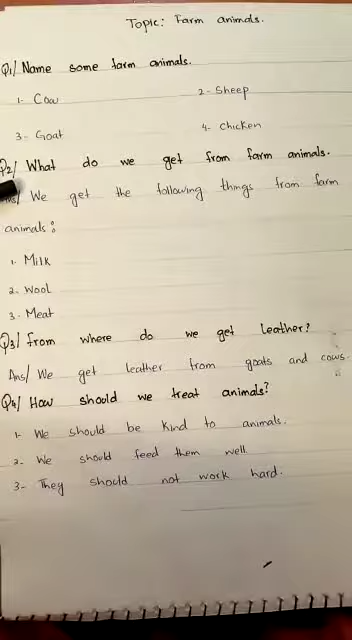 Topic: Farm animals.
Q1/ Name some farm animals.
1- Cow 2- Sheep
3- Goat 4- Chicken
Q2/ What do we get from farm animals.
Ans/ We get the following things from farm
animals:
1. Milk
2. Wool
3. Meat
Q3/ From where do we get leather?
Ans/ We get leather from goats and cows.
Q4/ How should we treat animals?
1- We should be kind to animals.
2- We should feed them well
3- They should not work hard.